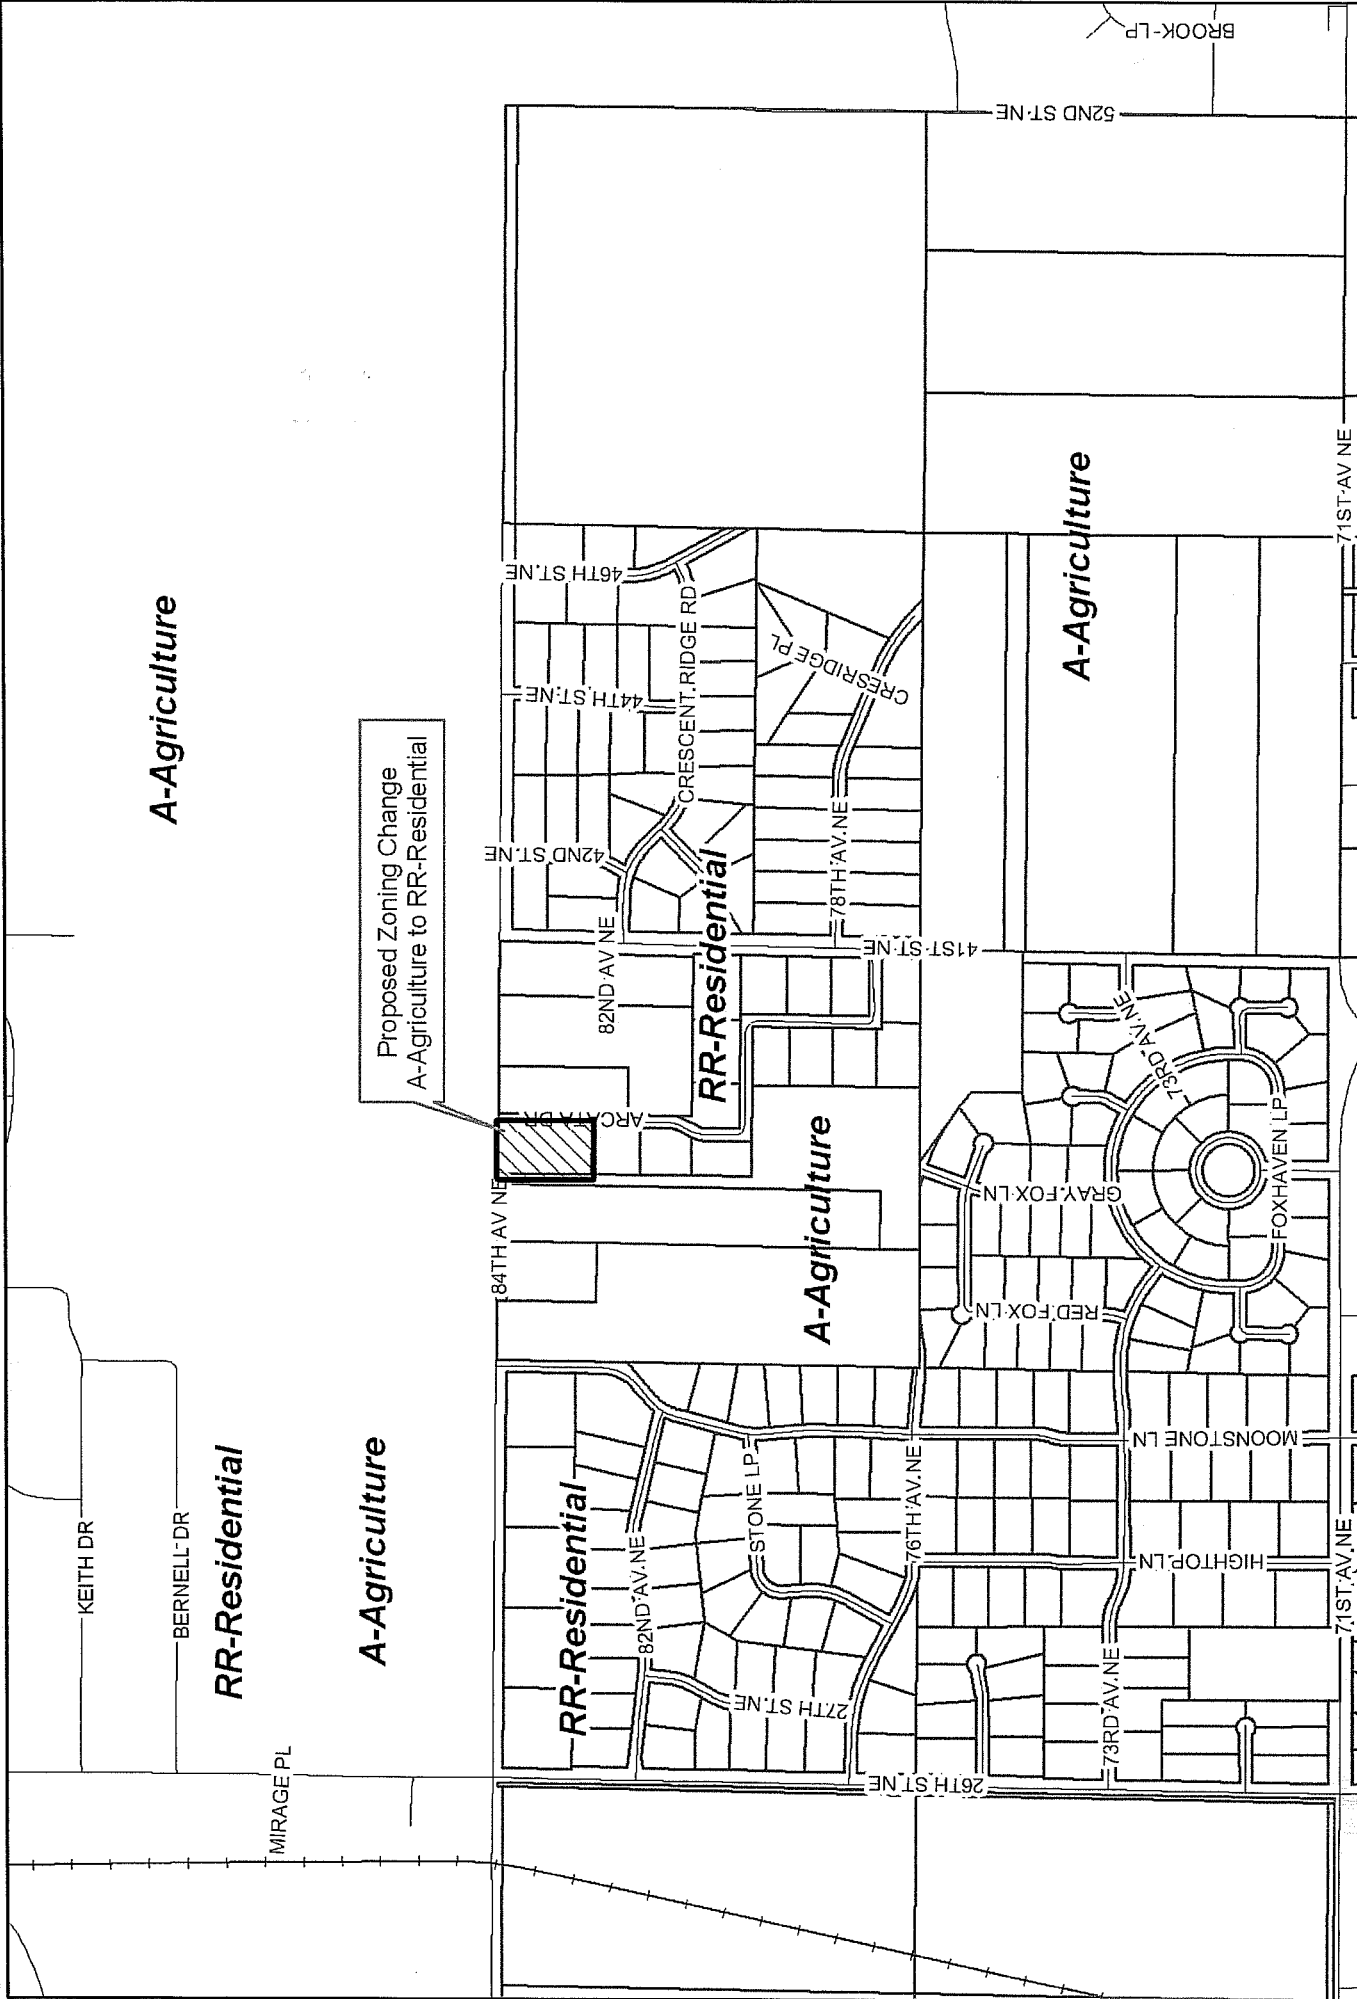 BROOK LP
52ND ST NE
A-Agriculture
Proposed Zoning Change
A-Agriculture to RR-Residential
46TH ST NE
44TH ST NE
CRESCENT RIDGE RD
CRESRIDGE PL
42ND ST NE
82ND AV NE
78TH AV NE
RR-Residential
41ST ST NE
A-Agriculture
71ST AV NE
ARCATA DR
84TH AV NE
A-Agriculture
73RD AV NE
GRAY FOX LN
FOXHAVEN LP
RED FOX LN
KEITH DR
BERNELL DR
RR-Residential
A-Agriculture
MIRAGE PL
RR-Residential
82ND AV NE
STONE LP
76TH AV NE
27TH ST NE
26TH ST NE
MOONSTONE LN
HIGHTOP LN
73RD AV NE
71ST AV NE